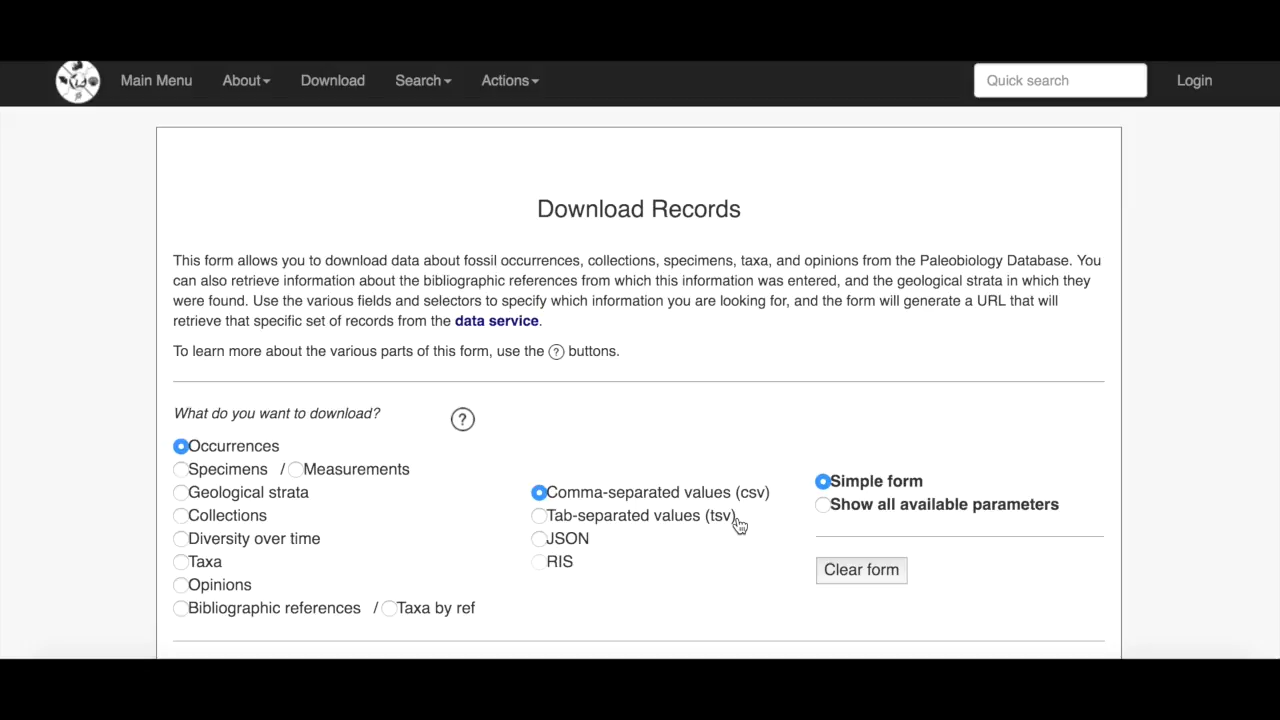 Main Menu About Download Search Actions Quick search Login
Download Records
This form allows you to download data about fossil occurrences, collections, specimens, taxa, and opinions from the Paleobiology Database. You
can also retrieve information about the bibliographic references from which this information was entered, and the geological strata in which they
were found. Use the various fields and selectors to specify which information you are looking for, and the form will generate a URL that will
retrieve that specific set of records from the data service.
To learn more about the various parts of this form, use the ? buttons.
What do you want to download? ?
Occurrences
Specimens / Measurements
Geological strata
Collections
Diversity over time
Taxa
Opinions
Bibliographic references / Taxa by ref
Comma-separated values (csv)
Tab-separated values (tsv)
JSON
RIS
Simple form
Show all available parameters
Clear form